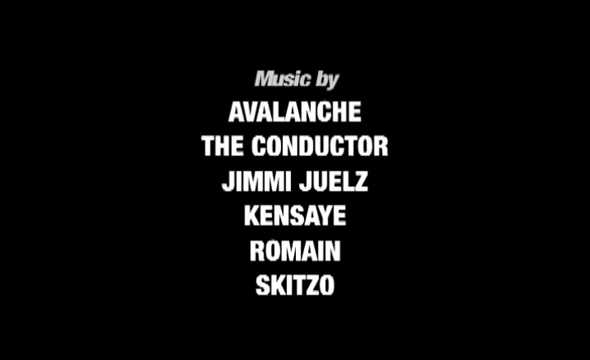 Music by
AVALANCHE
THE CONDUCTOR
JIMMI JUELZ
KENSAYE
ROMAIN
SKITZO